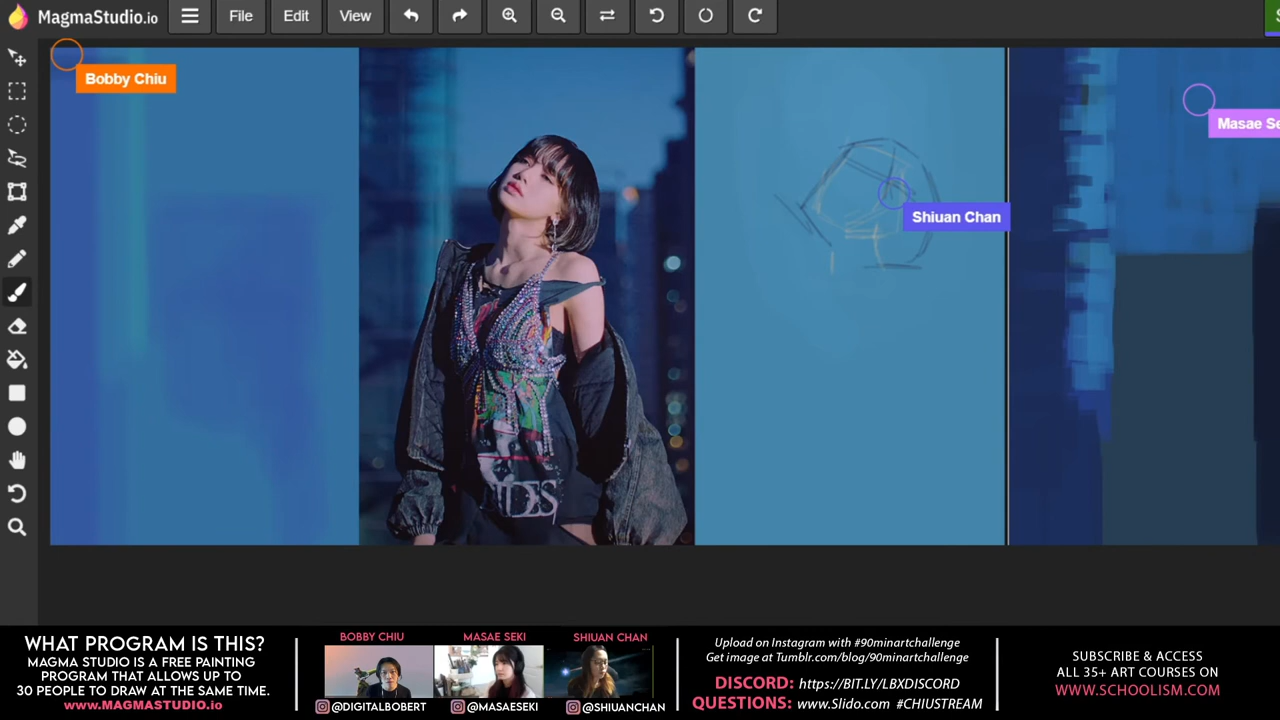 MagmaStudio.io
File
Edit
View
Bobby Chiu
Shiuan Chan
Masae Se
WHAT PROGRAM IS THIS?
MAGMA STUDIO IS A FREE PAINTING
PROGRAM THAT ALLOWS UP TO
30 PEOPLE TO DRAW AT THE SAME TIME.
www.MAGMASTUDIO.io
BOBBY CHIU
MASAE SEKI
SHIUAN CHAN
@DIGITALBOBERT
@MASAESEKI
@SHIUANCHAN
Upload on Instagram with #90minartchallenge
Get image at Tumblr.com/blog/90minartchallenge
DISCORD: https://BIT.LY/LBXDISCORD
QUESTIONS: www.Slido.com #CHIUSTREAM
SUBSCRIBE & ACCESS
ALL 35+ ART COURSES ON
WWW.SCHOOLISM.COM